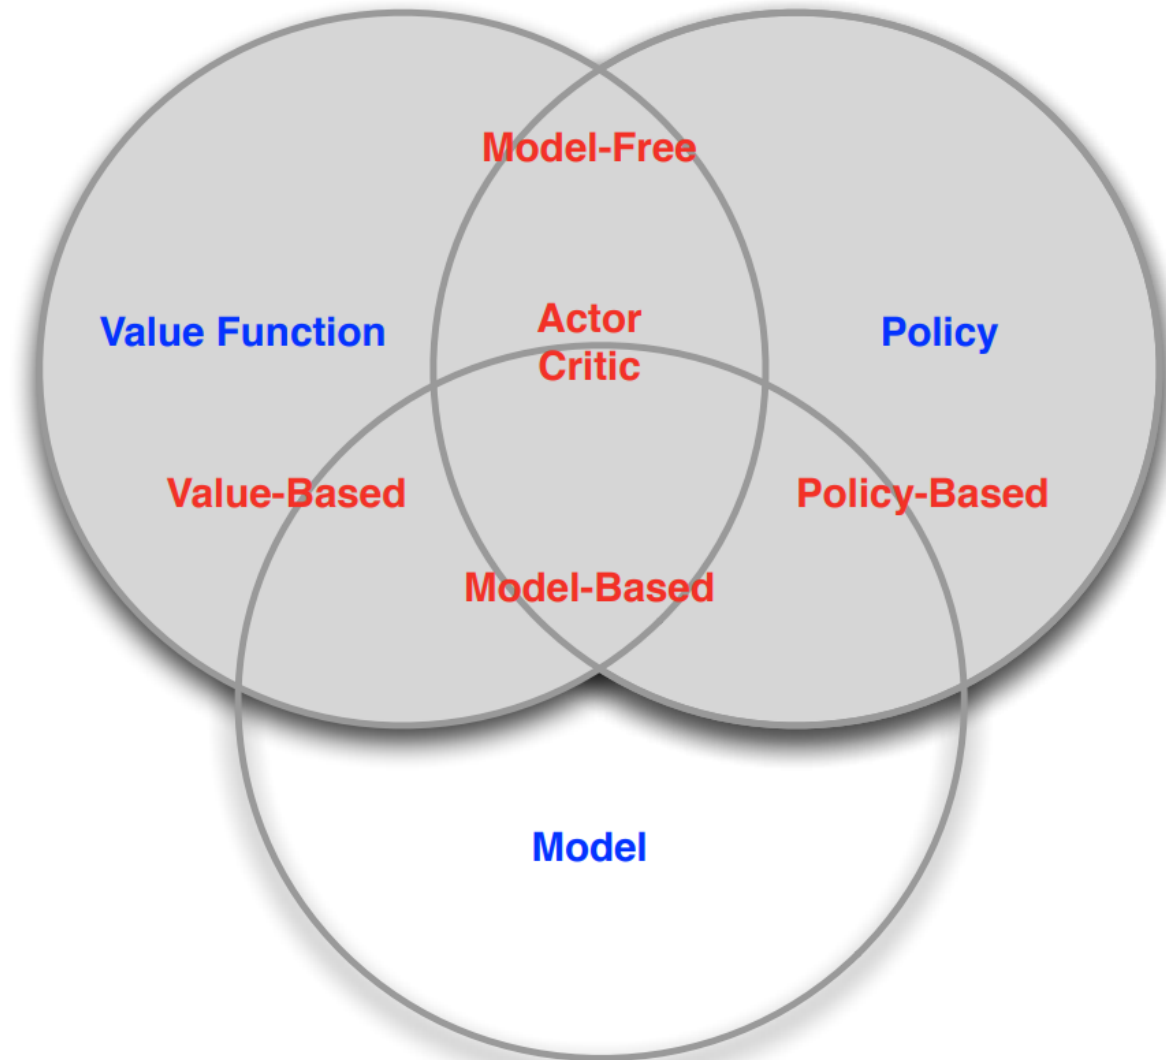 Model-Free
Value Function
Actor
Critic
Policy
Value-Based
Policy-Based
Model-Based
Model